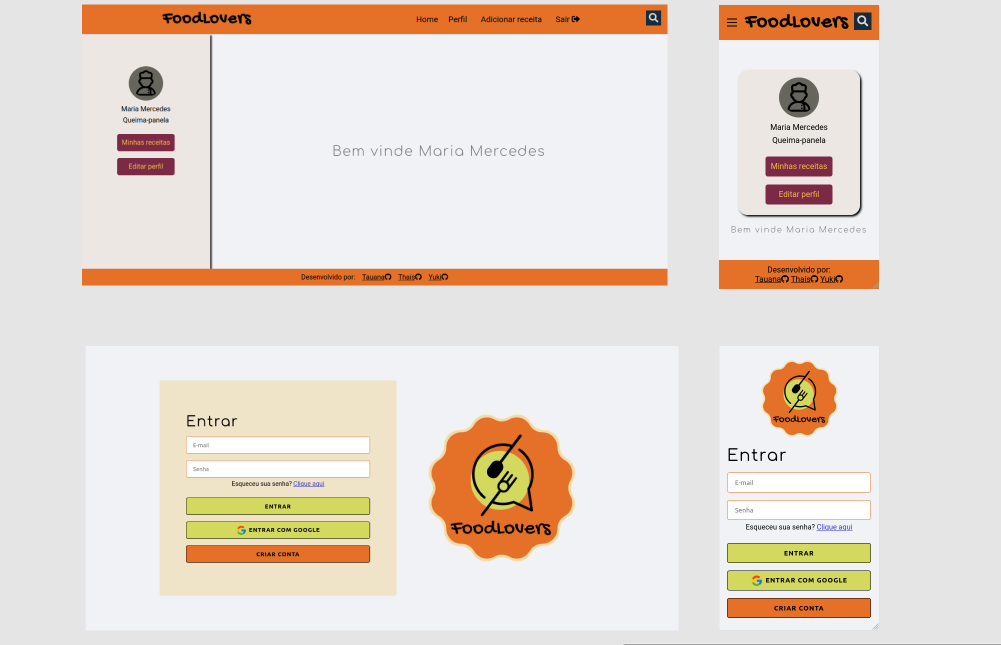 FoodLovers
Home Perfil Adicionar receita Sair
Maria Mercedes
Queima-panela
Minhas receitas
Editar perfil
Bem vinde Maria Mercedes
Desenvolvido por: Tauana Thais Yuki
FoodLovers
Maria Mercedes
Queima-panela
Minhas receitas
Editar perfil
Bem vinde Maria Mercedes
Desenvolvido por:
Tauana Thais Yuki
Entrar
E-mail
Senha
Esqueceu sua senha? Clique aqui
ENTRAR
ENTRAR COM GOOGLE
CRIAR CONTA
FoodLovers
FoodLovers
Entrar
E-mail
Senha
Esqueceu sua senha? Clique aqui
ENTRAR
ENTRAR COM GOOGLE
CRIAR CONTA